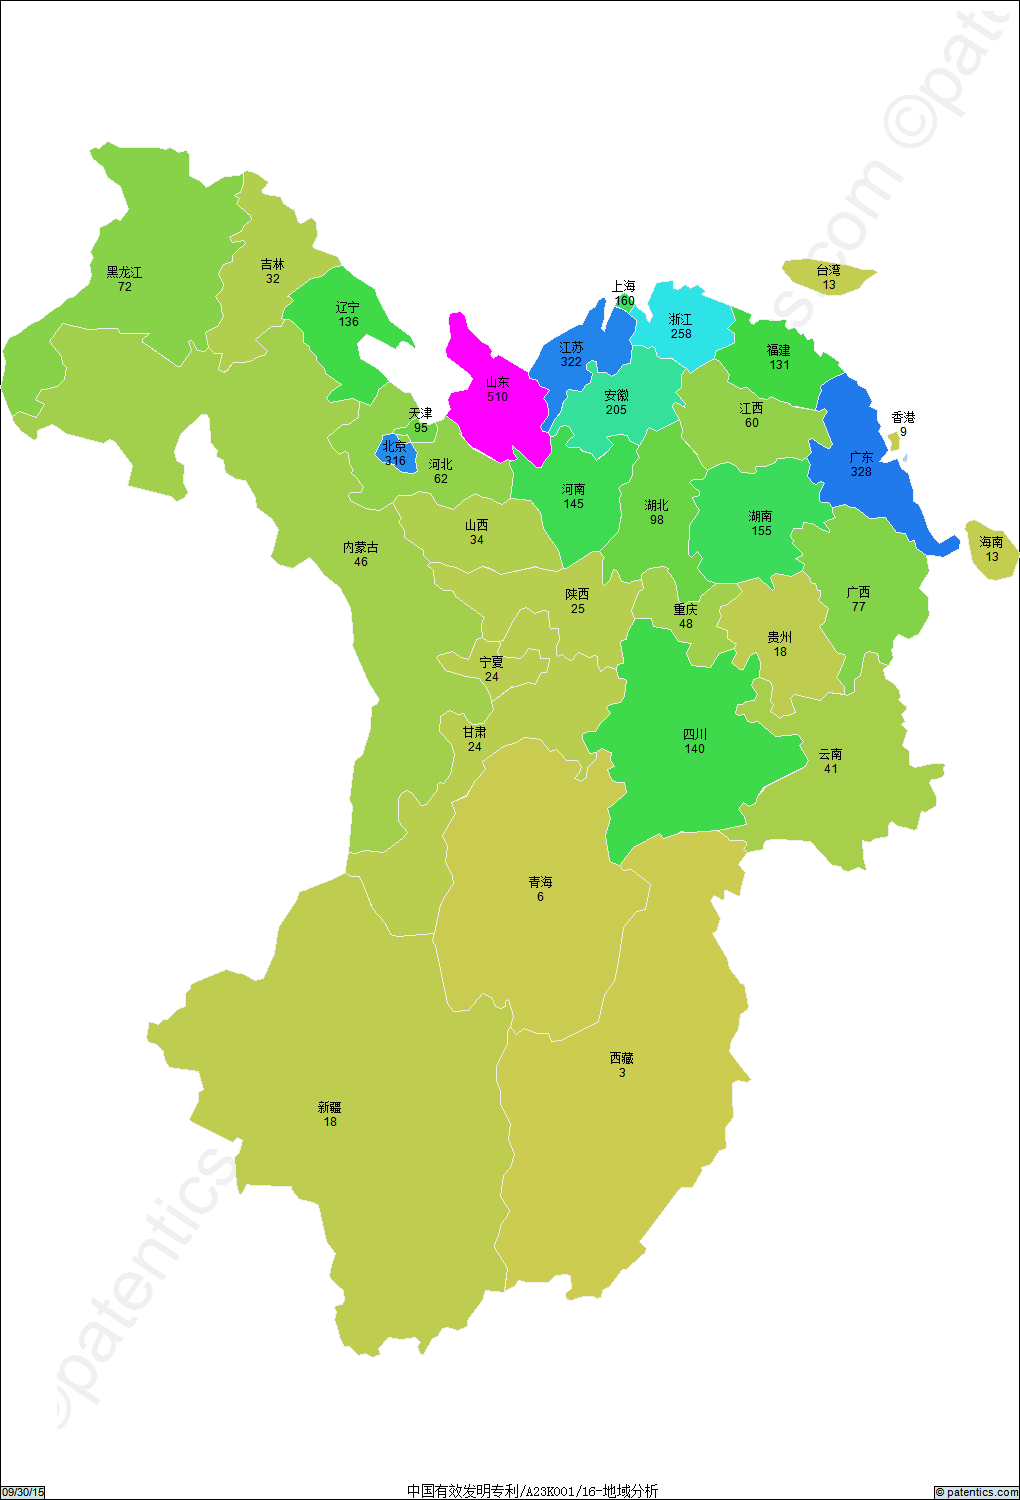 ©patentics.com ©patentics.com
黑龙江
72
吉林
32
辽宁
136
台湾
13
上海
160
浙江
258
江苏
322
福建
131
山东
510
安徽
205
江西
60
天津
95
香港
9
北京
316
河北
62
广东
328
河南
145
湖北
98
湖南
155
山西
34
内蒙古
46
海南
13
陕西
25
重庆
48
广西
77
贵州
18
宁夏
24
甘肃
24
四川
140
云南
41
青海
6
西藏
3
新疆
18
09/30/15
中国有效发明专利/A23K001/16-地域分析
© patentics.com